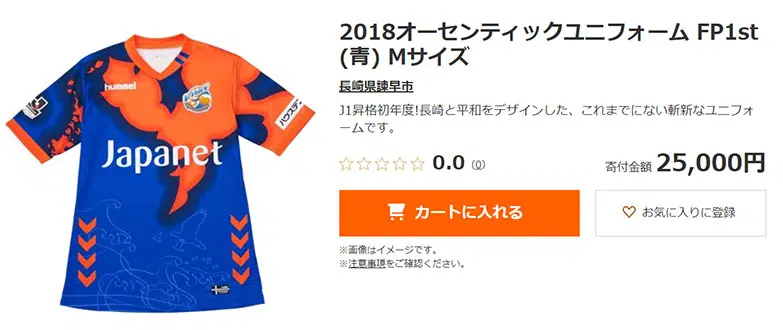 2018オーセンティックユニフォーム FP1st
(青) Mサイズ
長崎県諫早市
J1昇格初年度!長崎と平和をデザインした、これまでにない斬新なユニフォ
ームです。
0.0 (0)
寄付金額 25,000円
カートに入れる
お気に入りに登録
※画像はイメージです。
※注意事項をご確認ください。
hummel
Japanet
ハウステンボス